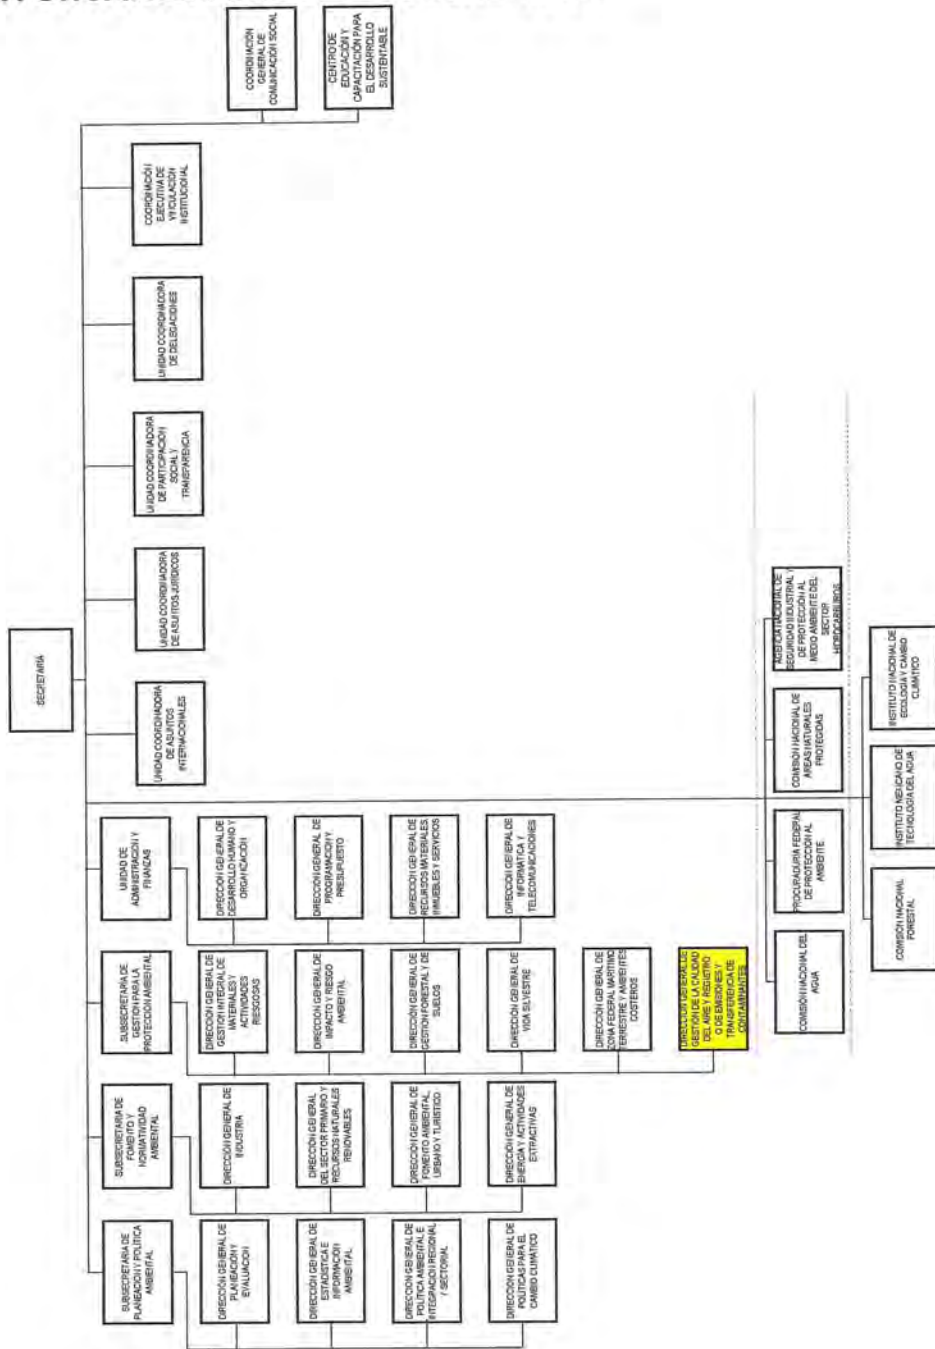 SECRETARÍA
COORDINACIÓN
GENERAL DE
COMUNICACIÓN SOCIAL
CENTRO DE
EDUCACIÓN Y
CAPACITACIÓN PARA
EL DESARROLLO
SUSTENTABLE
UNIDAD COORDINADORA
DE ASUNTOS
INTERNACIONALES
UNIDAD COORDINADORA
DE ASUNTOS JURÍDICOS
UNIDAD COORDINADORA
DE PARTICIPACIÓN
SOCIAL Y
TRANSPARENCIA
UNIDAD COORDINADORA
DE DELEGACIONES
COORDINACIÓN
EJECUTIVA DE
VINCULACIÓN
INSTITUCIONAL
SUBSECRETARÍA DE
PLANEACIÓN Y POLÍTICA
AMBIENTAL
DIRECCIÓN GENERAL DE
PLANEACIÓN Y
EVALUACIÓN
DIRECCIÓN GENERAL DE
ESTADÍSTICA E
INFORMACIÓN
AMBIENTAL
DIRECCIÓN GENERAL DE
POLÍTICA AMBIENTAL E
INTEGRACIÓN REGIONAL
Y SECTORIAL
DIRECCIÓN GENERAL DE
POLÍTICAS PARA EL
CAMBIO CLIMÁTICO
SUBSECRETARÍA DE
FOMENTO Y
NORMATIVIDAD
AMBIENTAL
DIRECCIÓN GENERAL DE
INDUSTRIA
DIRECCIÓN GENERAL
DEL SECTOR PRIMARIO Y
RECURSOS NATURALES
RENOVABLES
DIRECCIÓN GENERAL DE
FOMENTO AMBIENTAL,
URBANO Y TURÍSTICO
DIRECCIÓN GENERAL DE
ENERGÍA Y ACTIVIDADES
EXTRACTIVAS
SUBSECRETARÍA DE
GESTIÓN PARA LA
PROTECCIÓN AMBIENTAL
DIRECCIÓN GENERAL DE
GESTIÓN INTEGRAL DE
MATERIALES Y
ACTIVIDADES
RIESGOSAS
DIRECCIÓN GENERAL DE
IMPACTO Y RIESGO
AMBIENTAL
DIRECCIÓN GENERAL DE
GESTIÓN FORESTAL Y DE
SUELOS
DIRECCIÓN GENERAL DE
VIDA SILVESTRE
DIRECCIÓN GENERAL DE
ZONA FEDERAL MARÍTIMO
TERRESTRE Y AMBIENTES
COSTEROS
DIRECCIÓN GENERAL DE
GESTIÓN DE LA CALIDAD
DEL AIRE Y REGISTRO
O DE EMISIONES Y
TRANSFERENCIA DE
CONTAMINANTES
UNIDAD DE
ADMINISTRACIÓN Y
FINANZAS
DIRECCIÓN GENERAL DE
DESARROLLO HUMANO Y
ORGANIZACIÓN
DIRECCIÓN GENERAL DE
PROGRAMACIÓN Y
PRESUPUESTO
DIRECCIÓN GENERAL DE
RECURSOS MATERIALES,
INMUEBLES Y SERVICIOS
DIRECCIÓN GENERAL DE
INFORMÁTICA Y
TELECOMUNICACIONES
COMISIÓN NACIONAL DEL
AGUA
PROCURADURÍA FEDERAL
DE PROTECCIÓN AL
AMBIENTE
COMISIÓN NACIONAL DE
ÁREAS NATURALES
PROTEGIDAS
AGENCIA NACIONAL DE
SEGURIDAD INDUSTRIAL Y
DE PROTECCIÓN AL
MEDIO AMBIENTE DEL
SECTOR
HIDROCARBUROS
COMISIÓN NACIONAL
FORESTAL
INSTITUTO MEXICANO DE
TECNOLOGÍA DEL AGUA
INSTITUTO NACIONAL DE
ECOLOGÍA Y CAMBIO
CLIMÁTICO